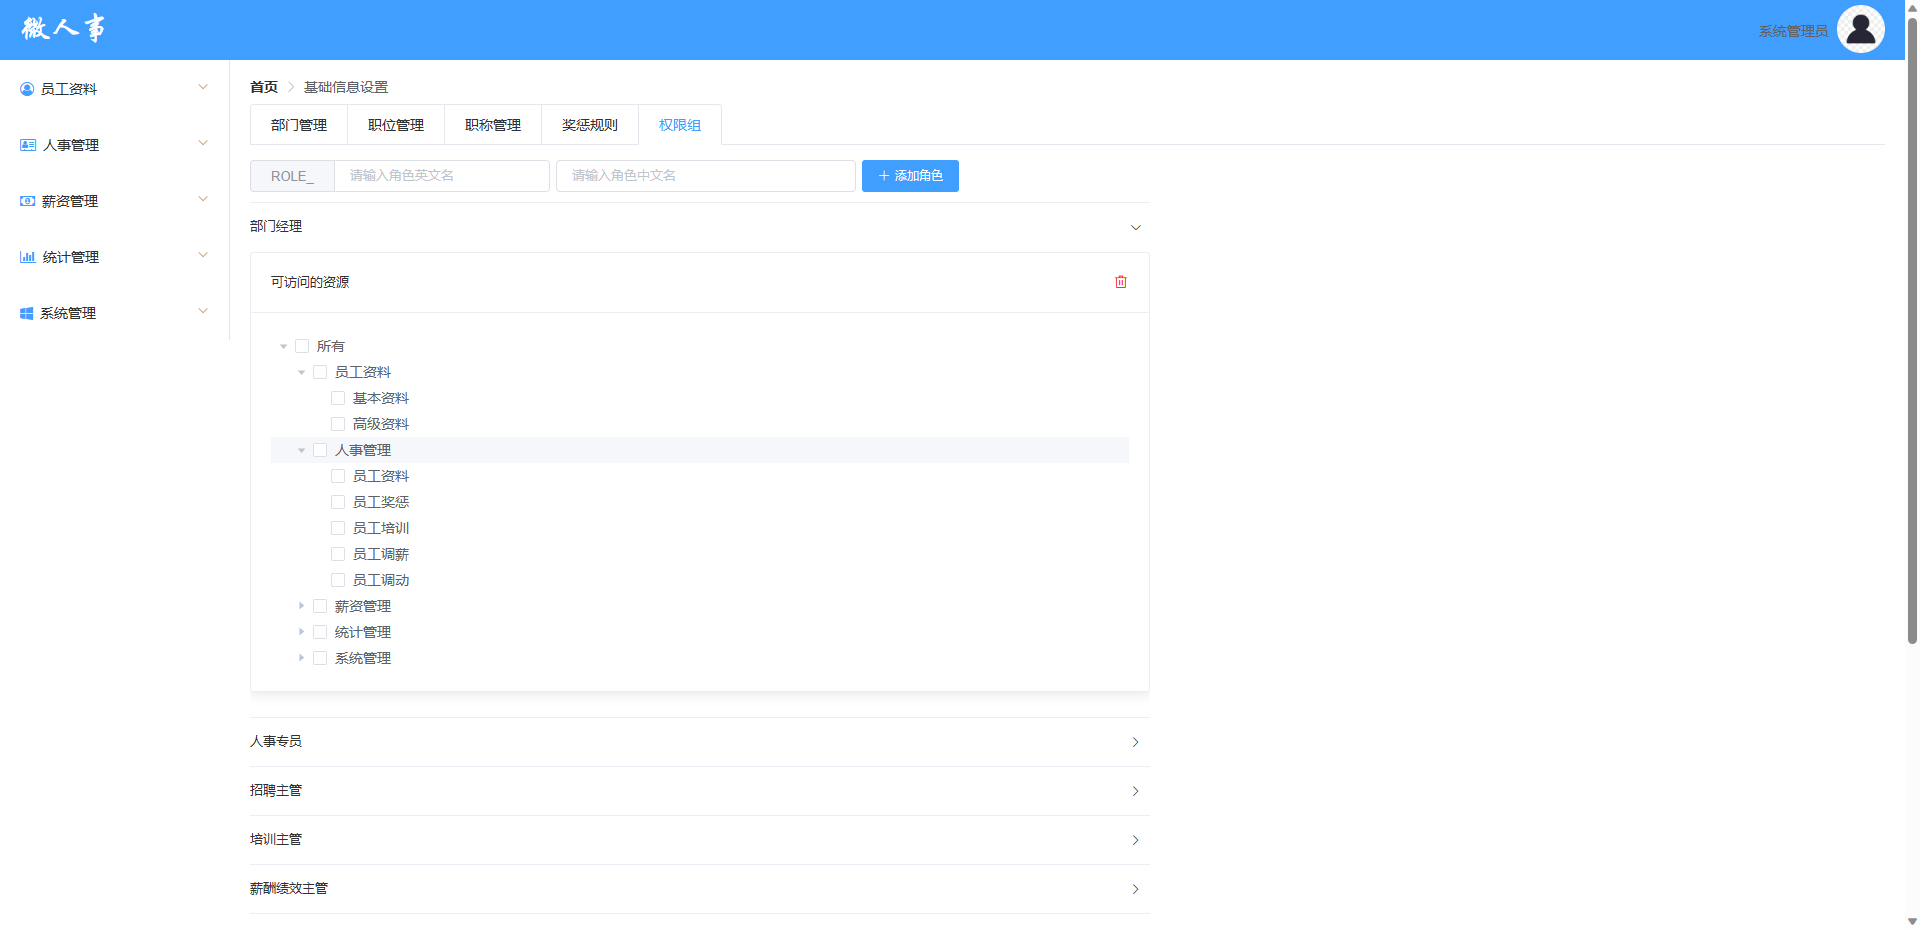 微人事
系统管理员
员工资料
人事管理
薪资管理
统计管理
系统管理
首页 基础信息设置
部门管理 职位管理 职称管理 奖惩规则 权限组
ROLE_ 请输入角色英文名 请输入角色中文名 添加角色
部门经理
可访问的资源
所有
员工资料
基本资料
高级资料
人事管理
员工资料
员工奖惩
员工培训
员工调薪
员工调动
薪资管理
统计管理
系统管理
人事专员
招聘主管
培训主管
薪酬绩效主管